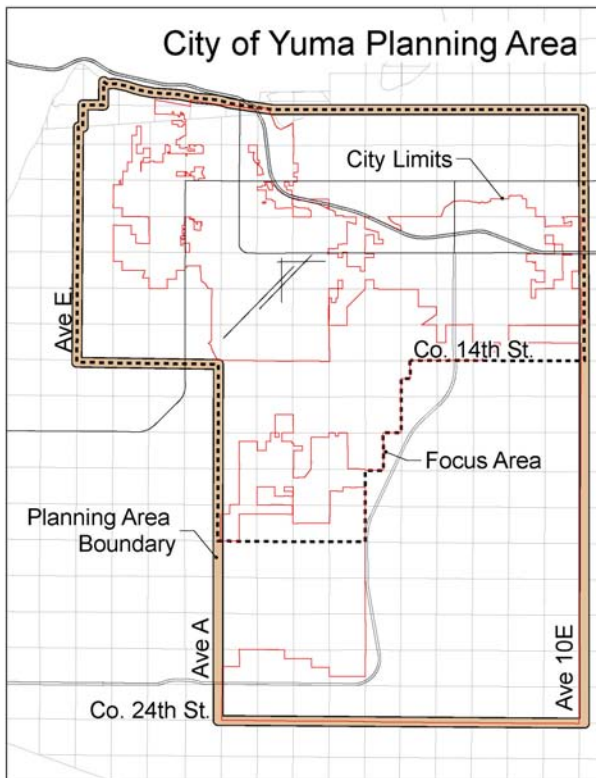 City of Yuma Planning Area
City Limits
Ave E.
Co. 14th St.
Focus Area
Planning Area
Boundary
Ave A
Ave 10E
Co. 24th St.